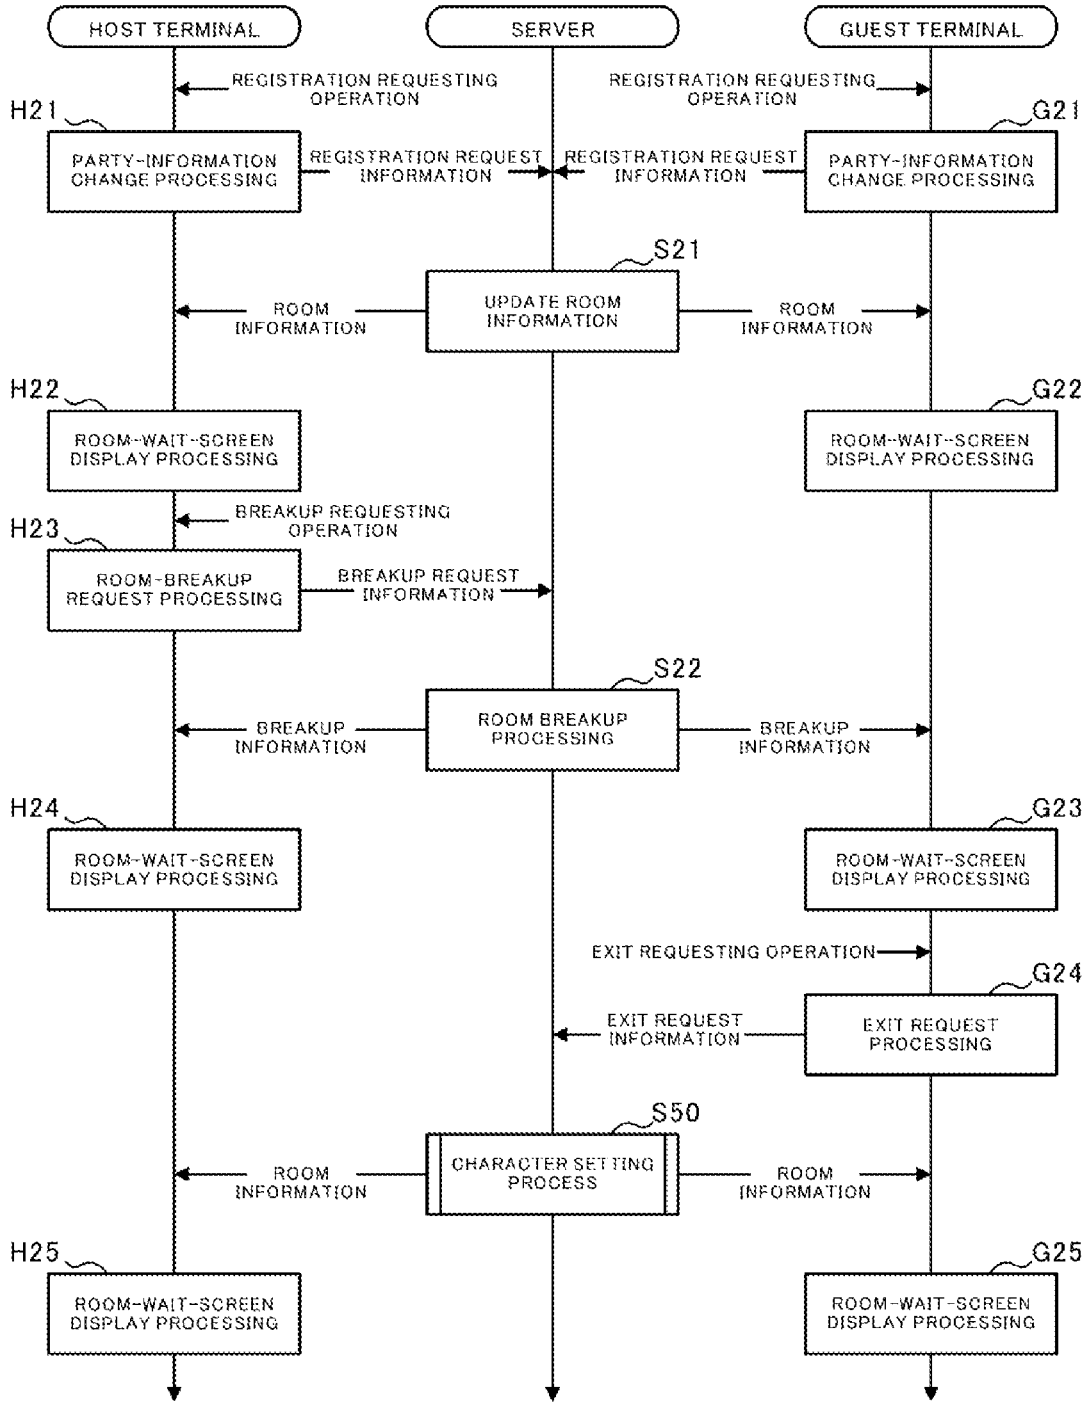 HOST TERMINAL
SERVER
GUEST TERMINAL
REGISTRATION REQUESTING
OPERATION
REGISTRATION REQUESTING
OPERATION
H21
G21
PARTY-INFORMATION
CHANGE PROCESSING
REGISTRATION REQUEST
INFORMATION
REGISTRATION REQUEST
INFORMATION
PARTY-INFORMATION
CHANGE PROCESSING
S21
ROOM
INFORMATION
UPDATE ROOM
INFORMATION
ROOM
INFORMATION
H22
G22
ROOM-WAIT-SCREEN
DISPLAY PROCESSING
ROOM-WAIT-SCREEN
DISPLAY PROCESSING
BREAKUP REQUESTING
OPERATION
H23
ROOM-BREAKUP
REQUEST PROCESSING
BREAKUP REQUEST
INFORMATION
S22
BREAKUP
INFORMATION
ROOM BREAKUP
PROCESSING
BREAKUP
INFORMATION
H24
G23
ROOM-WAIT-SCREEN
DISPLAY PROCESSING
ROOM-WAIT-SCREEN
DISPLAY PROCESSING
EXIT REQUESTING OPERATION
G24
EXIT REQUEST
INFORMATION
EXIT REQUEST
PROCESSING
S50
ROOM
INFORMATION
CHARACTER SETTING
PROCESS
ROOM
INFORMATION
H25
G25
ROOM-WAIT-SCREEN
DISPLAY PROCESSING
ROOM-WAIT-SCREEN
DISPLAY PROCESSING